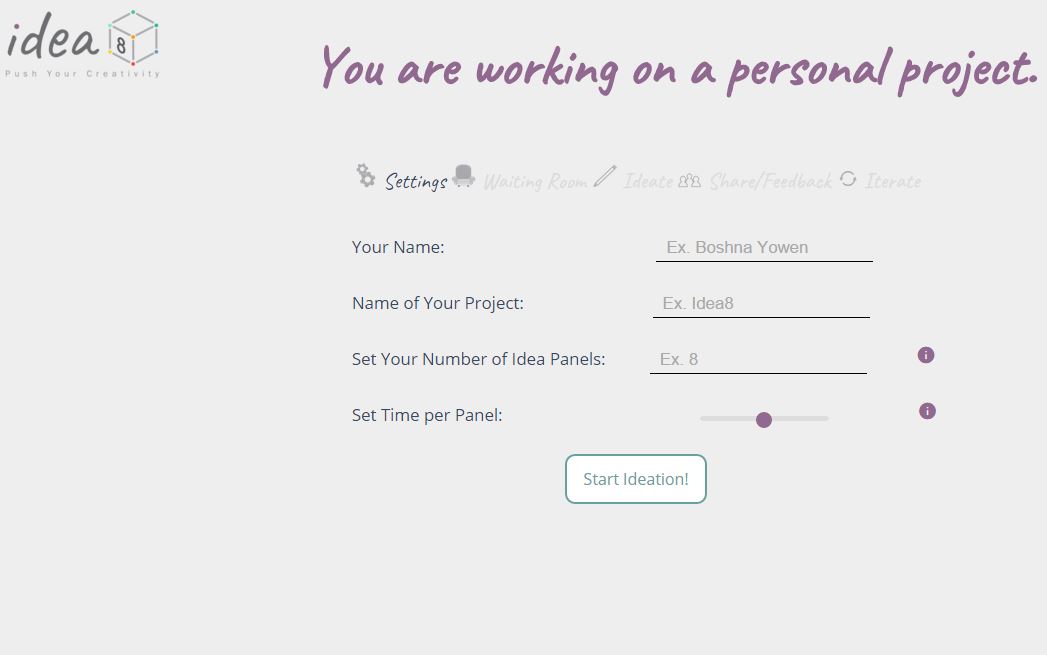 idea 8
Push Your Creativity
You are working on a personal project.
Settings Waiting Room Ideate Share/Feedback Iterate
Your Name: Ex. Boshna Yowen
Name of Your Project: Ex. Idea8
Set Your Number of Idea Panels: Ex. 8 i
Set Time per Panel: i
Start Ideation!